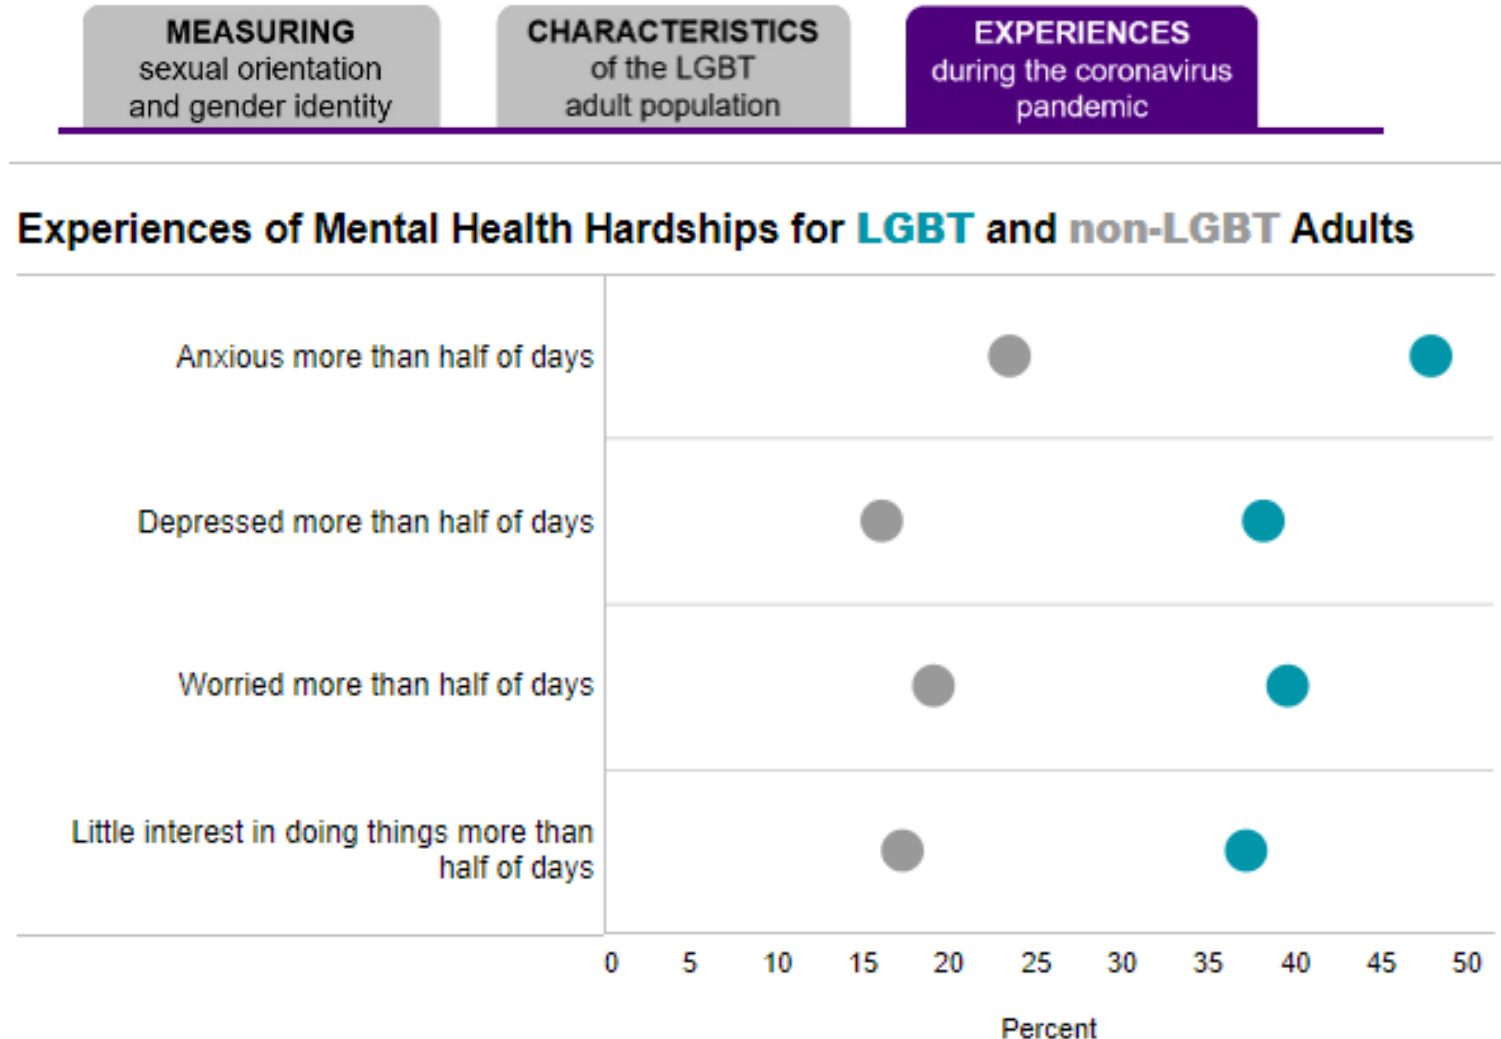 MEASURING
sexual orientation
and gender identity
CHARACTERISTICS
of the LGBT
adult population
EXPERIENCES
during the coronavirus
pandemic
Experiences of Mental Health Hardships for LGBT and non-LGBT Adults
Anxious more than half of days
Depressed more than half of days
Worried more than half of days
Little interest in doing things more than
half of days
0 5 10 15 20 25 30 35 40 45 50
Percent